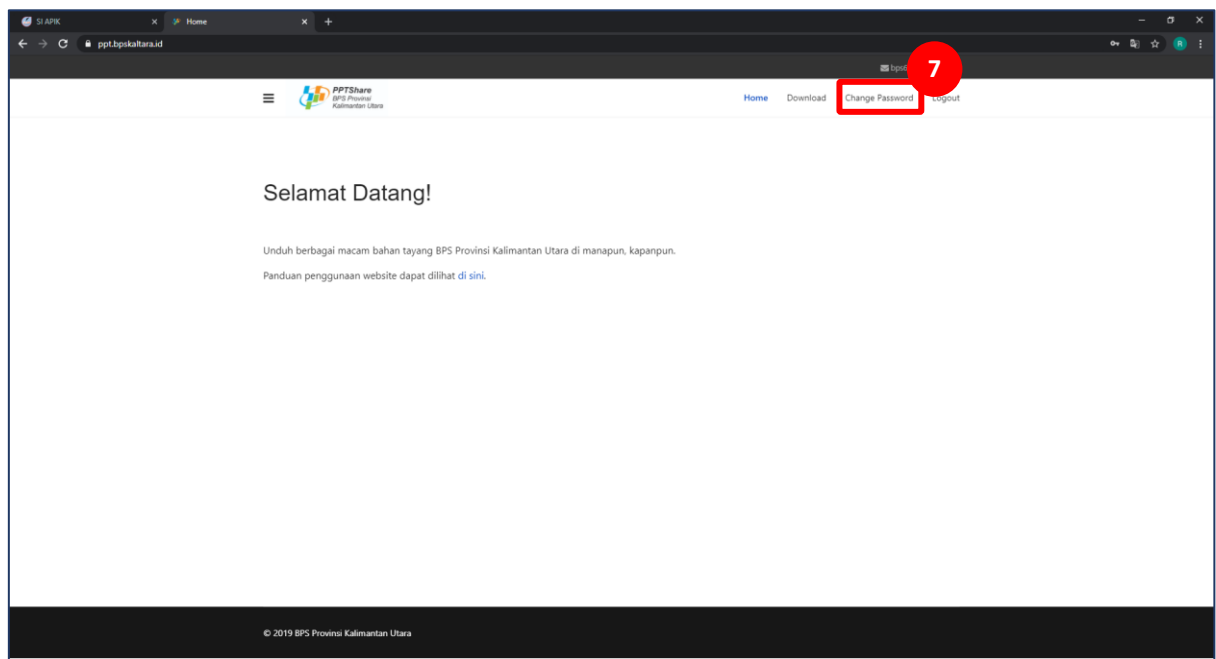 SI APIK
Home
ppt.bpskaltara.id
R
7
PPTShare
BPS Provinsi
Kalimantan Utara
Home Download Change Password Logout
Selamat Datang!
Unduh berbagai macam bahan tayang BPS Provinsi Kalimantan Utara di manapun, kapanpun.
Panduan penggunaan website dapat dilihat di sini.
© 2019 BPS Provinsi Kalimantan Utara